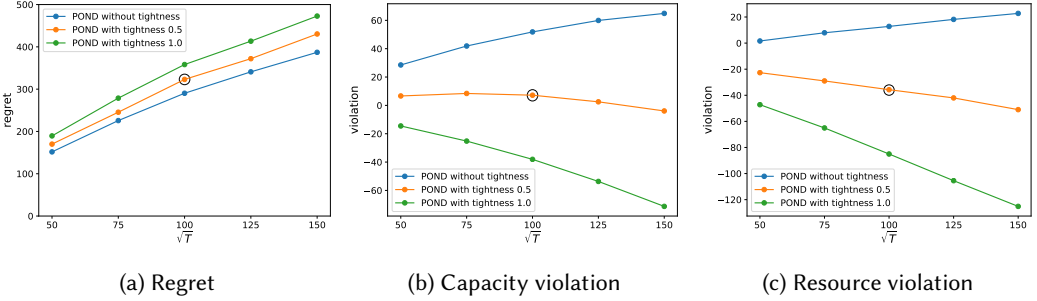 POND without tightness
POND with tightness 0.5
POND with tightness 1.0
500
400
300
200
100
0
regret
50 75 100 125 150
√T
(a) Regret
60
40
20
0
−20
−40
−60
violation
POND without tightness
POND with tightness 0.5
POND with tightness 1.0
50 75 100 125 150
√T
(b) Capacity violation
20
0
−20
−40
−60
−80
−100
−120
violation
POND without tightness
POND with tightness 0.5
POND with tightness 1.0
50 75 100 125 150
√T
(c) Resource violation